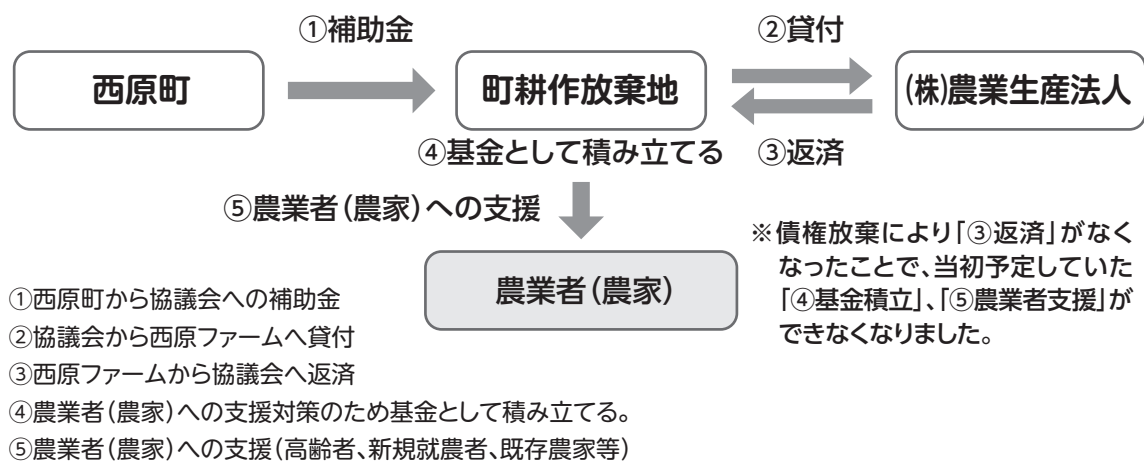 ①補助金
②貸付
西原町
町耕作放棄地
(株)農業生産法人
④基金として積み立てる
③返済
⑤農業者(農家)への支援
農業者(農家)
※債権放棄により「③返済」がなく
なったことで、当初予定していた
「④基金積立」、「⑤農業者支援」が
できなくなりました。
①西原町から協議会への補助金
②協議会から西原ファームへ貸付
③西原ファームから協議会へ返済
④農業者(農家)への支援対策のため基金として積み立てる。
⑤農業者(農家)への支援(高齢者、新規就農者、既存農家等)